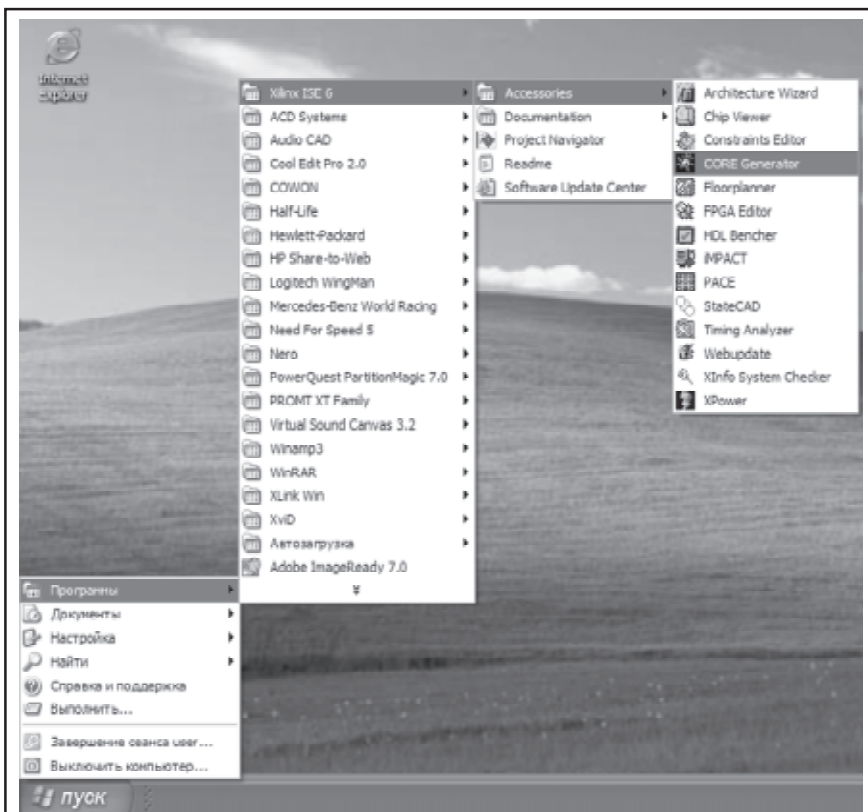 Internet
Explorer
Xilinx ISE 6
ACD Systems
Audio CAD
Cool Edit Pro 2.0
COWON
Half-Life
Hewlett-Packard
HP Share-to-Web
Logitech WingMan
Mercedes-Benz World Racing
Need For Speed 5
Nero
PowerQuest PartitionMagic 7.0
PROMT XT Family
Virtual Sound Canvas 3.2
Winamp3
WinRAR
XLink Win
XviD
Автозагрузка
Adobe ImageReady 7.0
Accessories
Documentation
Project Navigator
Readme
Software Update Center
Architecture Wizard
Chip Viewer
Constraints Editor
CORE Generator
Floorplanner
FPGA Editor
HDL Bencher
iMPACT
PACE
StateCAD
Timing Analyzer
Webupdate
XInfo System Checker
XPower
Программы
Документы
Настройка
Найти
Справка и поддержка
Выполнить...
Завершение сеанса user...
Выключить компьютер...
пуск